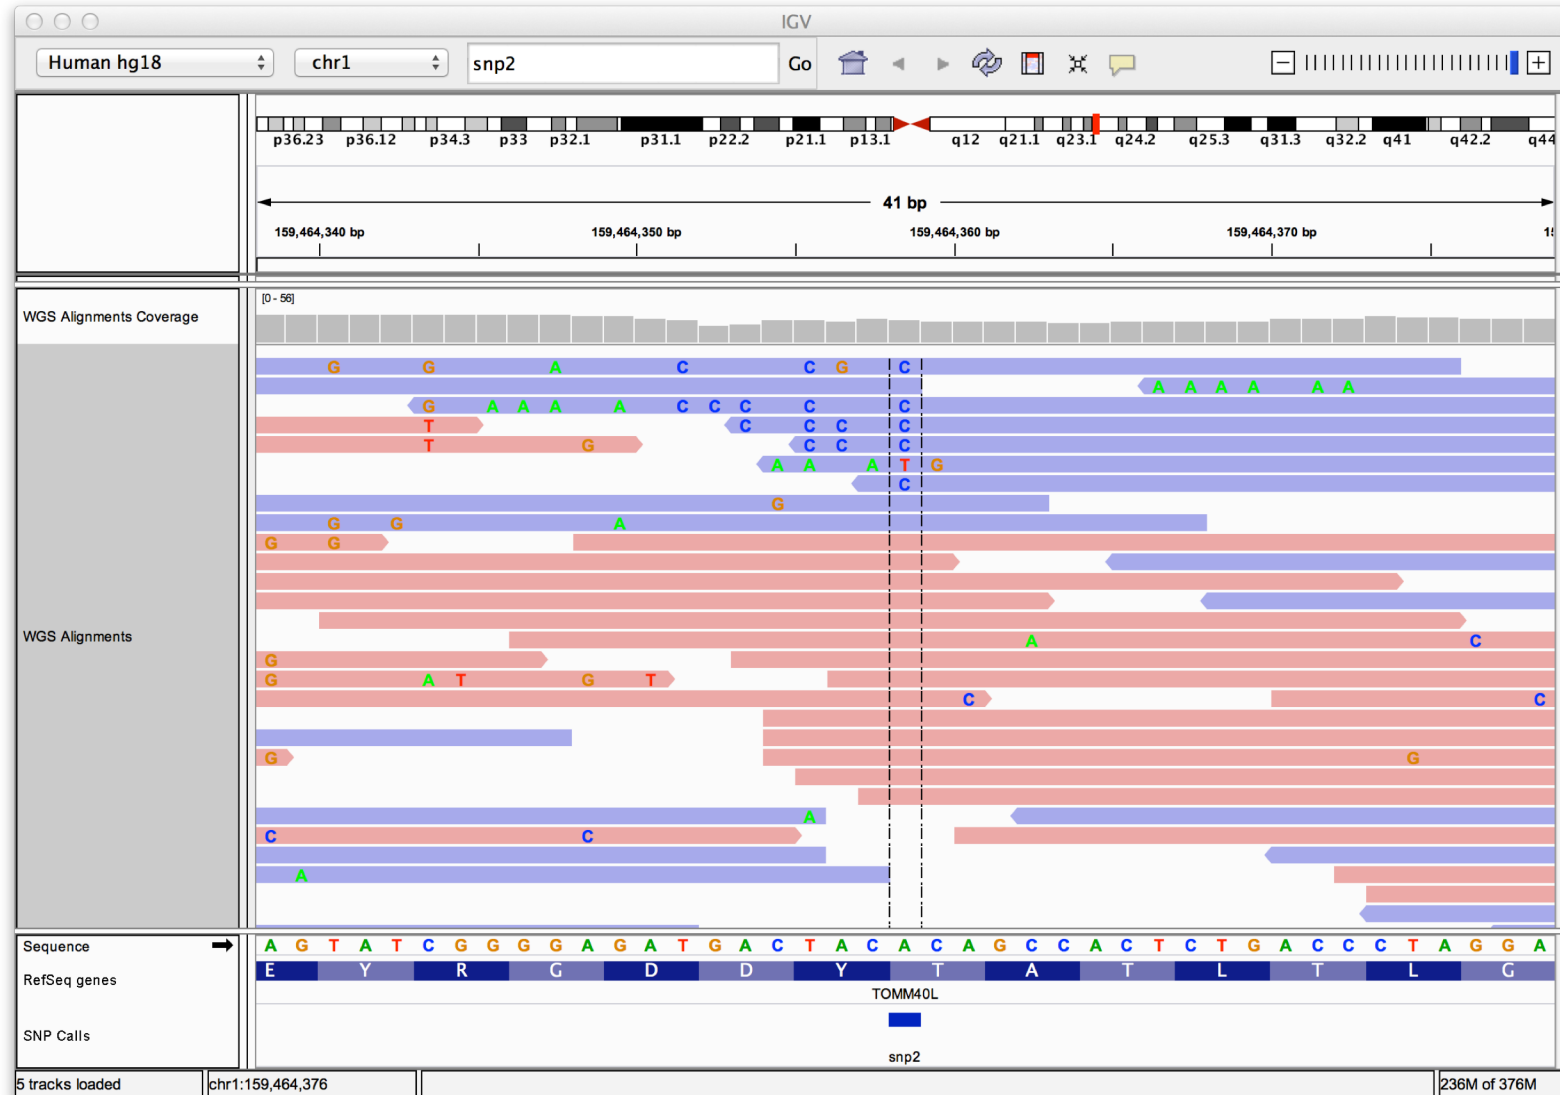 IGV
Human hg18 chr1 snp2 Go
p36.23 p36.12 p34.3 p33 p32.1 p31.1 p22.2 p21.1 p13.1 q12 q21.1 q23.1 q24.2 q25.3 q31.3 q32.2 q41 q42.2 q44
41 bp
159,464,340 bp 159,464,350 bp 159,464,360 bp 159,464,370 bp 15
[0 - 56]
WGS Alignments Coverage
G G A C C G C
A A A A A A
G A A A A C C C C C
T C C C C
T G C C C
A A A T G
C
G
G G A
G G
A C
G
G A T G T
C C
G G
A
C C
A
WGS Alignments
Sequence A G T A T C G G G G A G A T G A C T A C A C A G C C A C T C T G A C C C T A G G A
RefSeq genes E Y R G D D Y T A T L T L G
TOMM40L
SNP Calls
snp2
5 tracks loaded chr1:159,464,376 236M of 376M